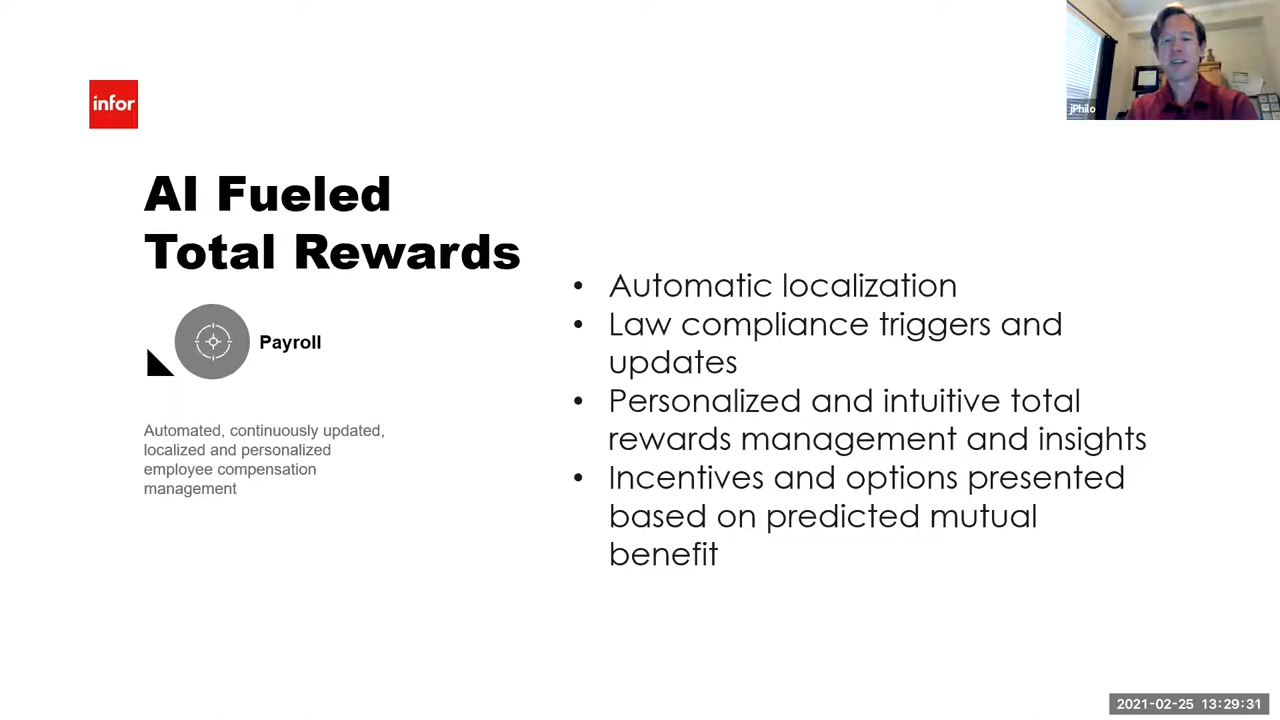 infor
jPhilo
AI Fueled
Total Rewards
Payroll
Automated, continuously updated,
localized and personalized
employee compensation
management
• Automatic localization
• Law compliance triggers and
updates
• Personalized and intuitive total
rewards management and insights
• Incentives and options presented
based on predicted mutual
benefit
2021-02-25 13:29:31